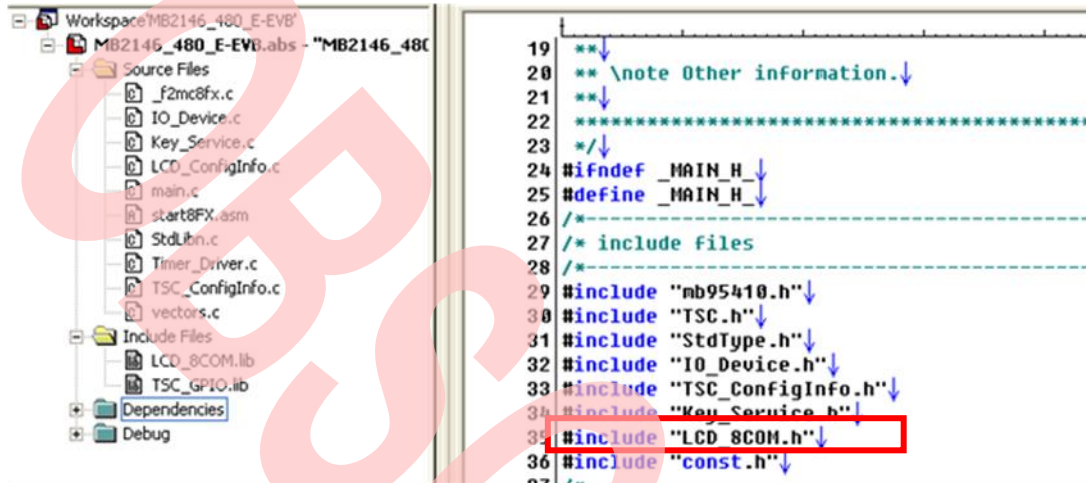 Workspace'MB2146_480_E-EVB'
MB2146_480_E-EVB.abs - "MB2146_480
Source Files
_f2mc8fx.c
IO_Device.c
Key_Service.c
LCD_ConfigInfo.c
main.c
start8FX.asm
StdLibn.c
Timer_Driver.c
TSC_ConfigInfo.c
vectors.c
Include Files
LCD_8COM.lib
TSC_GPIO.lib
Dependencies
Debug
19 **↓
20 ** \note Other information.↓
21 **↓
22 ******************************************
23 */↓
24 #ifndef _MAIN_H_↓
25 #define _MAIN_H_↓
26 /*-----------------------------------------
27 /* include files
28 /*-----------------------------------------
29 #include "mb95410.h"↓
30 #include "TSC.h"↓
31 #include "StdType.h"↓
32 #include "IO_Device.h"↓
33 #include "TSC_ConfigInfo.h"↓
34 #include "Key_Service.h"↓
35 #include "LCD_8COM.h"↓
36 #include "const.h"↓